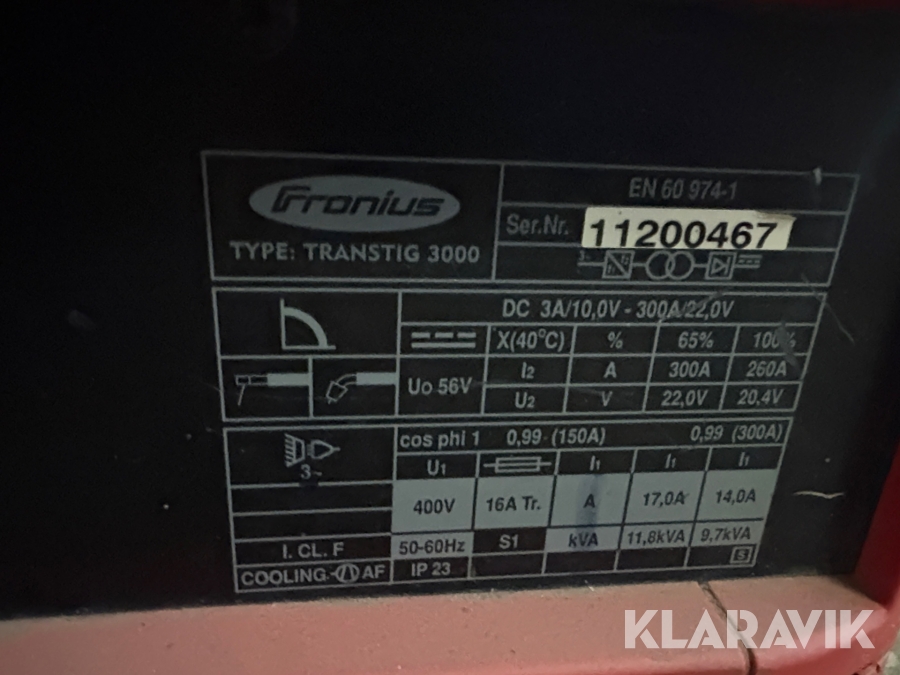 Fronius
EN 60 974-1
TYPE: TRANSTIG 3000
Ser.Nr. 11200467
3~ f1 f2
DC 3A/10,0V - 300A/22,0V
X(40°C) % 65% 100%
Uo 56V I2 A 300A 260A
U2 V 22,0V 20,4V
cos phi 1 0,99 (150A) 0,99 (300A)
3~ U1 I1 I1 I1
400V 16A Tr. A 17,0A 14,0A
I. CL. F 50-60Hz S1 kVA 11,8kVA 9,7kVA
COOLING AF IP 23 S
KLARAVIK